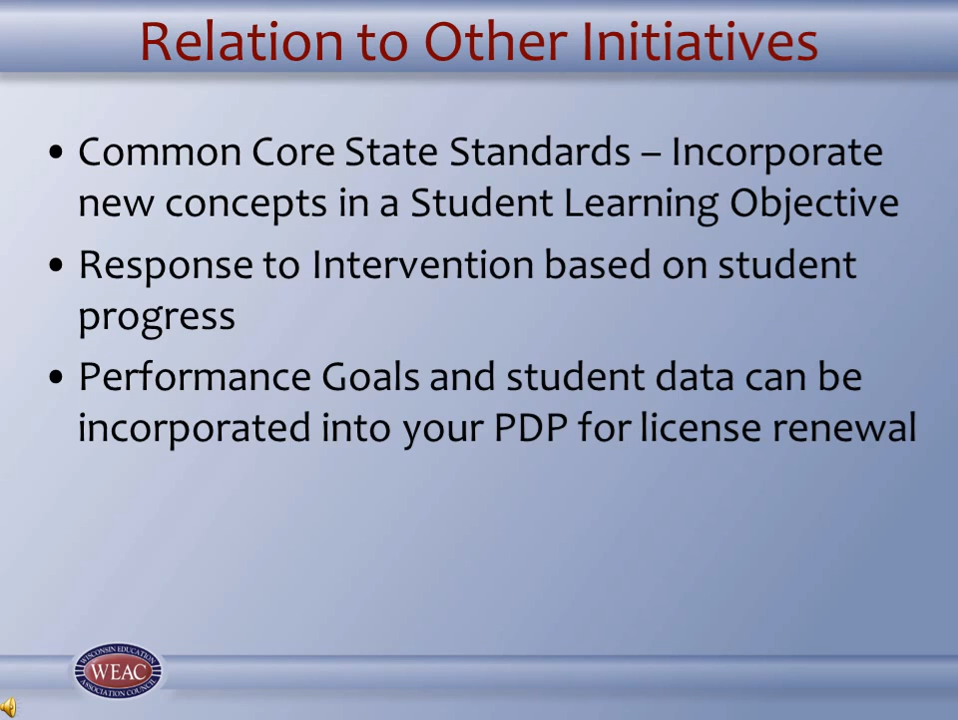 Relation to Other Initiatives
• Common Core State Standards – Incorporate
new concepts in a Student Learning Objective
• Response to Intervention based on student
progress
• Performance Goals and student data can be
incorporated into your PDP for license renewal
WISCONSIN EDUCATION
WEAC
ASSOCIATION COUNCIL